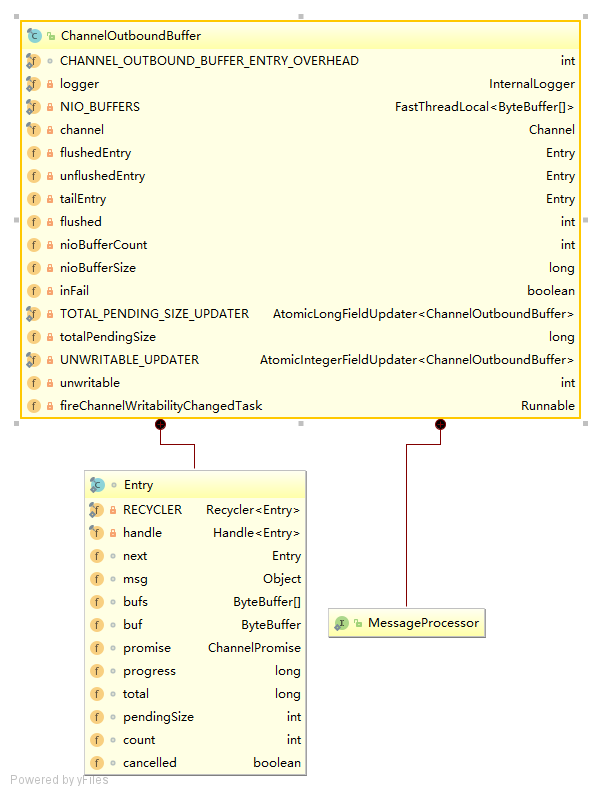 ChannelOutboundBuffer
CHANNEL_OUTBOUND_BUFFER_ENTRY_OVERHEAD int
logger InternalLogger
NIO_BUFFERS FastThreadLocal<ByteBuffer[]>
channel Channel
flushedEntry Entry
unflushedEntry Entry
tailEntry Entry
flushed int
nioBufferCount int
nioBufferSize long
inFail boolean
TOTAL_PENDING_SIZE_UPDATER AtomicLongFieldUpdater<ChannelOutboundBuffer>
totalPendingSize long
UNWRITABLE_UPDATER AtomicIntegerFieldUpdater<ChannelOutboundBuffer>
unwritable int
fireChannelWritabilityChangedTask Runnable
Entry
RECYCLER Recycler<Entry>
handle Handle<Entry>
next Entry
msg Object
bufs ByteBuffer[]
buf ByteBuffer
promise ChannelPromise
progress long
total long
pendingSize int
count int
cancelled boolean
MessageProcessor
Powered by yFiles